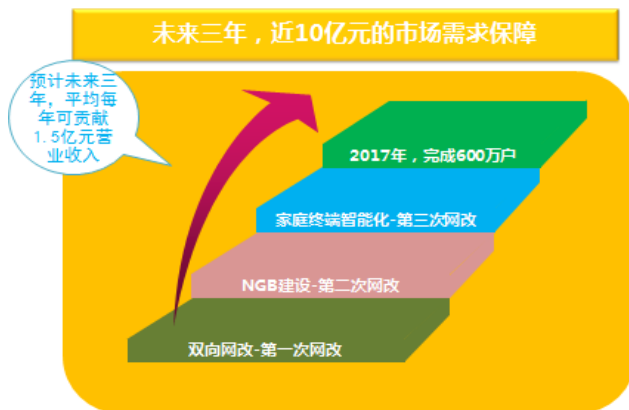 未来三年，近10亿元的市场需求保障
预计未来三
年，平均每
年可贡献
1.5亿元营
业收入
2017年，完成600万户
家庭终端智能化-第三次网改
NGB建设-第二次网改
双向网改-第一次网改